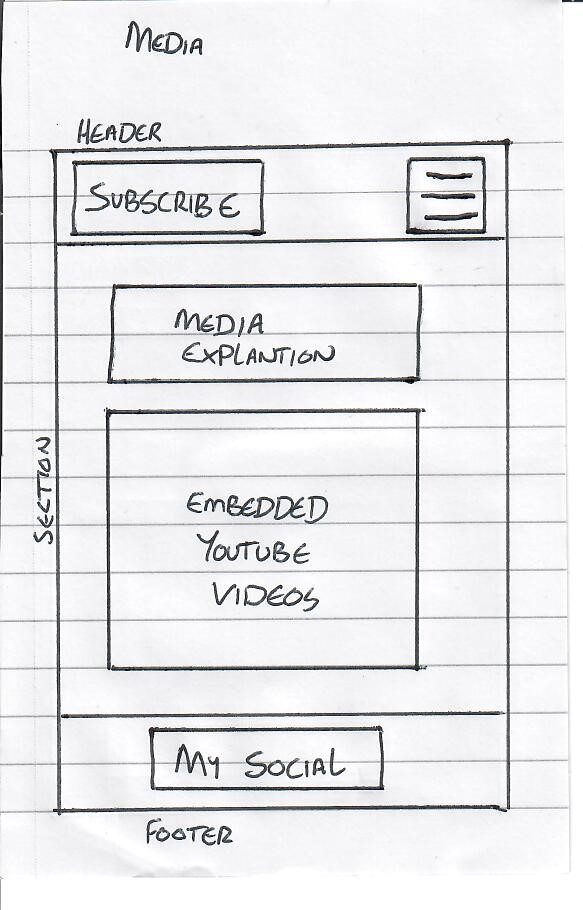 MEDIA
HEADER
SUBSCRIBE
MEDIA
EXPLANTION
SECTION
EMBEDDED
YOUTUBE
VIDEOS
MY SOCIAL
FOOTER